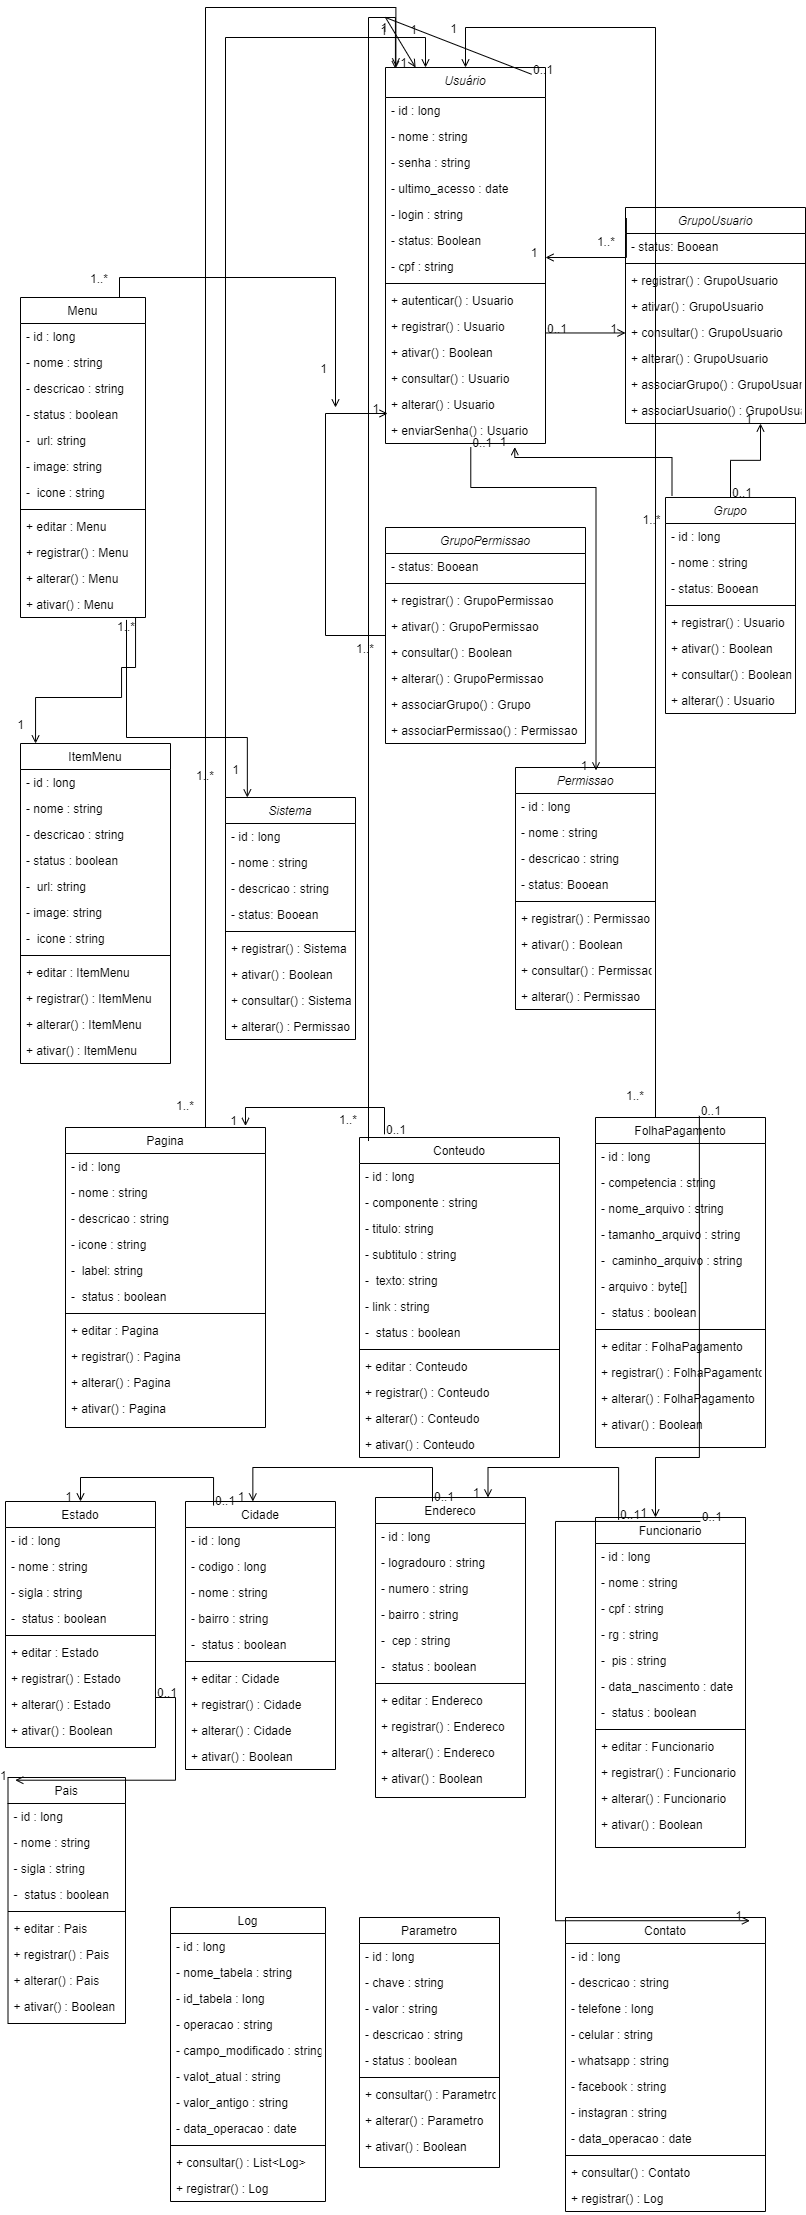 1
1
1
1
0..1
Usuário
- id : long
- nome : string
- senha : string
- ultimo_acesso : date
- login : string
- status: Boolean
- cpf : string
+ autenticar() : Usuario
+ registrar() : Usuario
+ ativar() : Boolean
+ consultar() : Usuario
+ alterar() : Usuario
+ enviarSenha() : Usuario
1
1..*
0..1
1
GrupoUsuario
- status: Booean
+ registrar() : GrupoUsuario
+ ativar() : GrupoUsuario
+ consultar() : GrupoUsuario
+ alterar() : GrupoUsuario
+ associarGrupo() : GrupoUsuar
+ associarUsuario() : GrupoUsua
1
1..*
1
Menu
- id : long
- nome : string
- descricao : string
- status : boolean
- url: string
- image: string
- icone : string
+ editar : Menu
+ registrar() : Menu
+ alterar() : Menu
+ ativar() : Menu
1..*
1
0..1
1
0..1
1..*
Grupo
- id : long
- nome : string
- status: Booean
+ registrar() : Usuario
+ ativar() : Boolean
+ consultar() : Boolean
+ alterar() : Usuario
GrupoPermissao
- status: Booean
+ registrar() : GrupoPermissao
+ ativar() : GrupoPermissao
+ consultar() : Boolean
+ alterar() : GrupoPermissao
+ associarGrupo() : Grupo
+ associarPermissao() : Permissao
1..*
1
ItemMenu
- id : long
- nome : string
- descricao : string
- status : boolean
- url: string
- image: string
- icone : string
+ editar : ItemMenu
+ registrar() : ItemMenu
+ alterar() : ItemMenu
+ ativar() : ItemMenu
1..*
1
Sistema
- id : long
- nome : string
- descricao : string
- status: Booean
+ registrar() : Sistema
+ ativar() : Boolean
+ consultar() : Sistema
+ alterar() : Permissao
1
Permissao
- id : long
- nome : string
- descricao : string
- status: Booean
+ registrar() : Permissao
+ ativar() : Boolean
+ consultar() : Permissac
+ alterar() : Permissao
1..*
1
Pagina
- id : long
- nome : string
- descricao : string
- icone : string
- label: string
- status : boolean
+ editar : Pagina
+ registrar() : Pagina
+ alterar() : Pagina
+ ativar() : Pagina
1..*
0..1
Conteudo
- id : long
- componente : string
- titulo: string
- subtitulo : string
- texto: string
- link : string
- status : boolean
+ editar : Conteudo
+ registrar() : Conteudo
+ alterar() : Conteudo
+ ativar() : Conteudo
1..*
0..1
FolhaPagamento
- id : long
- competencia : string
- nome_arquivo : string
- tamanho_arquivo : string
- caminho_arquivo : string
- arquivo : byte[]
- status : boolean
+ editar : FolhaPagamento
+ registrar() : FolhaPagamento
+ alterar() : FolhaPagamento
+ ativar() : Boolean
1
Estado
- id : long
- nome : string
- sigla : string
- status : boolean
+ editar : Estado
+ registrar() : Estado
+ alterar() : Estado
+ ativar() : Boolean
0..1
0..1
1
Cidade
- id : long
- codigo : long
- nome : string
- bairro : string
- status : boolean
+ editar : Cidade
+ registrar() : Cidade
+ alterar() : Cidade
+ ativar() : Boolean
0..1
1
Endereco
- id : long
- logradouro : string
- numero : string
- bairro : string
- cep : string
- status : boolean
+ editar : Endereco
+ registrar() : Endereco
+ alterar() : Endereco
+ ativar() : Boolean
0..1
1
0..1
Funcionario
- id : long
- nome : string
- cpf : string
- rg : string
- pis : string
- data_nascimento : date
- status : boolean
+ editar : Funcionario
+ registrar() : Funcionario
+ alterar() : Funcionario
+ ativar() : Boolean
1
Pais
- id : long
- nome : string
- sigla : string
- status : boolean
+ editar : Pais
+ registrar() : Pais
+ alterar() : Pais
+ ativar() : Boolean
Log
- id : long
- nome_tabela : string
- id_tabela : long
- operacao : string
- campo_modificado : string
- valot_atual : string
- valor_antigo : string
- data_operacao : date
+ consultar() : List<Log>
+ registrar() : Log
Parametro
- id : long
- chave : string
- valor : string
- descricao : string
- status : boolean
+ consultar() : Parametro
+ alterar() : Parametro
+ ativar() : Boolean
1
Contato
- id : long
- descricao : string
- telefone : long
- celular : string
- whatsapp : string
- facebook : string
- instagran : string
- data_operacao : date
+ consultar() : Contato
+ registrar() : Log